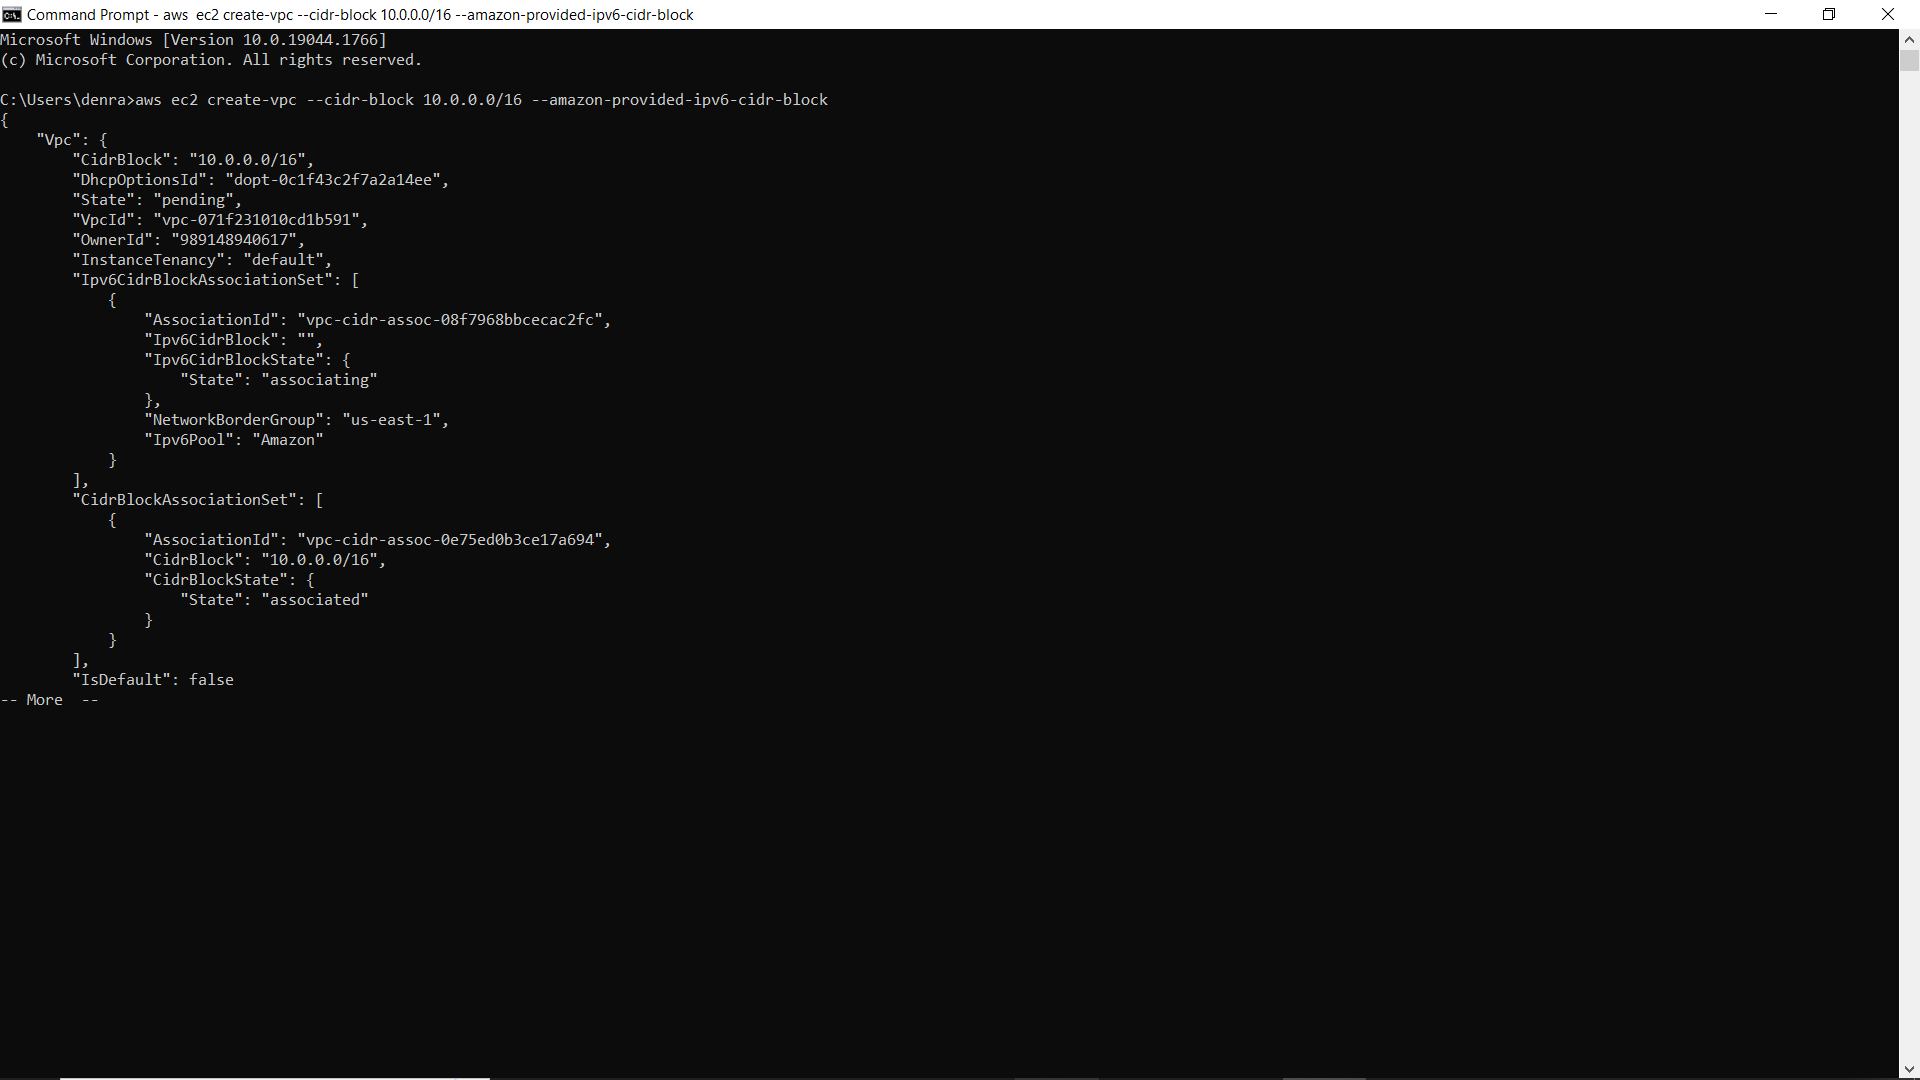 Command Prompt - aws  ec2 create-vpc --cidr-block 10.0.0.0/16 --amazon-provided-ipv6-cidr-block
Microsoft Windows [Version 10.0.19044.1766]
(c) Microsoft Corporation. All rights reserved.

C:\Users\denra>aws ec2 create-vpc --cidr-block 10.0.0.0/16 --amazon-provided-ipv6-cidr-block
{
    "Vpc": {
        "CidrBlock": "10.0.0.0/16",
        "DhcpOptionsId": "dopt-0c1f43c2f7a2a14ee",
        "State": "pending",
        "VpcId": "vpc-071f231010cd1b591",
        "OwnerId": "989148940617",
        "InstanceTenancy": "default",
        "Ipv6CidrBlockAssociationSet": [
            {
                "AssociationId": "vpc-cidr-assoc-08f7968bbcecac2fc",
                "Ipv6CidrBlock": "",
                "Ipv6CidrBlockState": {
                    "State": "associating"
                },
                "NetworkBorderGroup": "us-east-1",
                "Ipv6Pool": "Amazon"
            }
        ],
        "CidrBlockAssociationSet": [
            {
                "AssociationId": "vpc-cidr-assoc-0e75ed0b3ce17a694",
                "CidrBlock": "10.0.0.0/16",
                "CidrBlockState": {
                    "State": "associated"
                }
            }
        ],
        "IsDefault": false
-- More  --